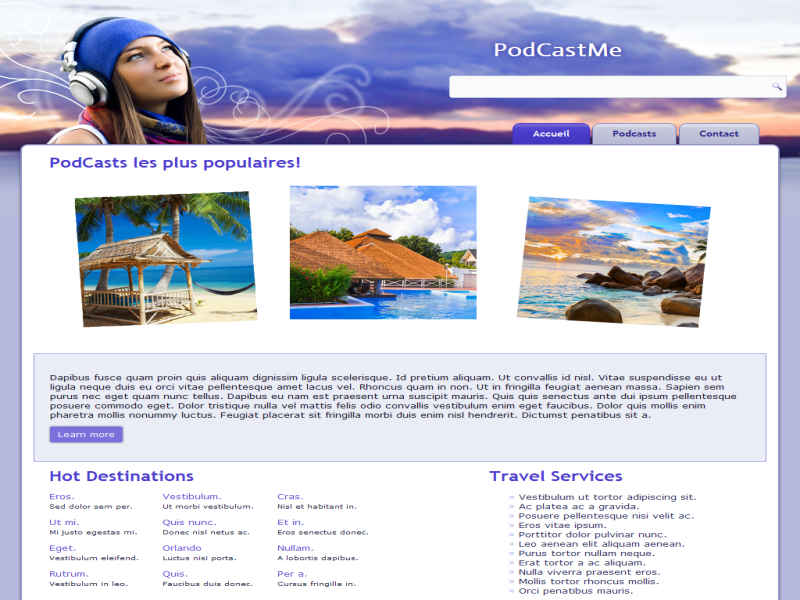 PodCastMe
Accueil
Podcasts
Contact
PodCasts les plus populaires!
Dapibus fusce quam proin quis aliquam dignissim ligula scelerisque. Id pretium aliquam. Ut convallis id nisl. Vitae suspendisse eu ut
ligula neque duis eu orci vitae pellentesque amet lacus vel. Rhoncus quam in non. Ut in fringilla feugiat aenean massa. Sapien sem
purus nec eget quam nunc tellus. Dapibus eu nam est praesent urna suscipit mauris. Quis quis senectus ante dui ipsum pellentesque
posuere commodo eget. Dolor tristique nulla vel mattis felis odio convallis vestibulum enim eget faucibus. Dolor quis mollis enim
pharetra mollis nonummy luctus. Feugiat placerat sit fringilla morbi duis enim nisl hendrerit. Dictumst penatibus sit a.
Learn more
Hot Destinations
Eros.
Sed dolor sem per.
Vestibulum.
Ut morbi vestibulum.
Cras.
Nisl et habitant in.
Ut mi.
Mi justo egestas mi.
Quis nunc.
Donec nisl netus ac.
Et in.
Eros senectus donec.
Eget.
Vestibulum eleifend.
Orlando
Luctus nisi porta.
Nullam.
A lobortis dapibus.
Rutrum.
Vestibulum in leo.
Quis.
Faucibus duis donec.
Per a.
Cursus fringilla in.
Travel Services
» Vestibulum ut tortor adipiscing sit.
» Ac platea ac a gravida.
» Posuere pellentesque nisi velit ac.
» Eros vitae ipsum.
» Porttitor dolor pulvinar nunc.
» Leo aenean elit aliquam aenean.
» Purus tortor nullam neque.
» Erat tortor a ac aliquam.
» Nulla viverra praesent eros.
» Mollis tortor rhoncus mollis.
» Orci penatibus mauris.